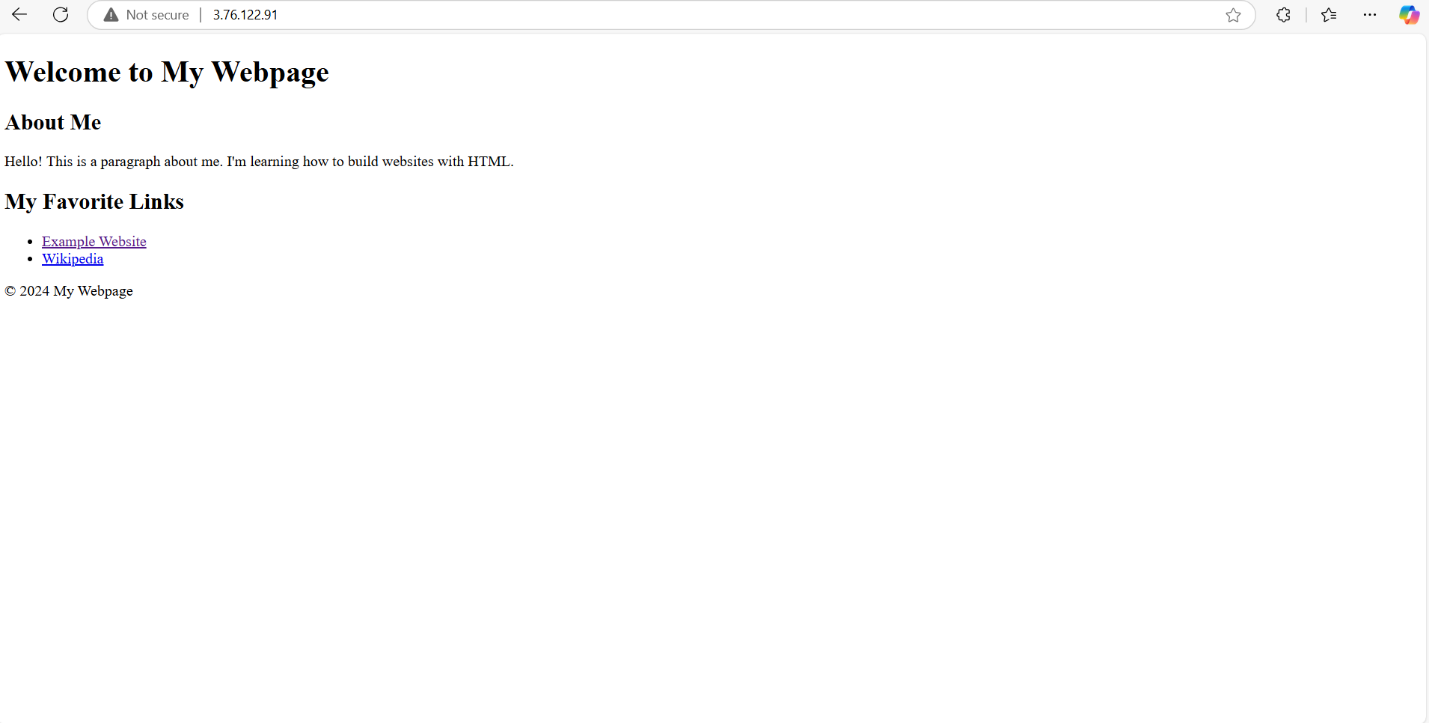 Not secure | 3.76.122.91
Welcome to My Webpage
About Me
Hello! This is a paragraph about me. I'm learning how to build websites with HTML.
My Favorite Links
• Example Website
• Wikipedia
© 2024 My Webpage